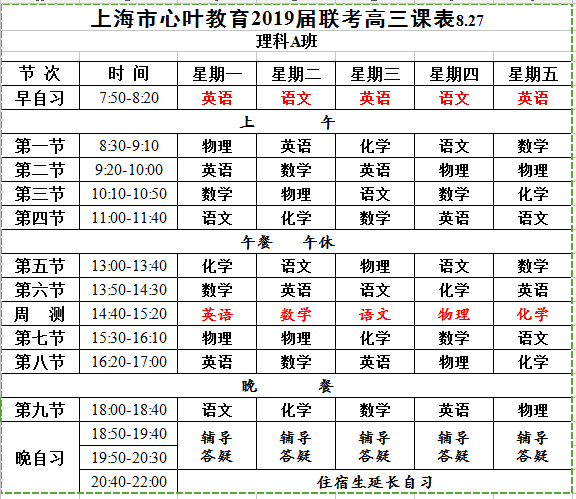 上海市心叶教育2019届联考高三课表8.27
理科A班
节 次 时 间 星期一 星期二 星期三 星期四 星期五
早自习 7:50-8:20 英语 语文 英语 语文 英语
上 午
第一节 8:30-9:10 物理 英语 化学 语文 数学
第二节 9:20-10:00 英语 数学 英语 物理 物理
第三节 10:10-10:50 数学 物理 语文 数学 化学
第四节 11:00-11:40 语文 化学 数学 英语 语文
午餐 午休
第五节 13:00-13:40 化学 语文 物理 语文 数学
第六节 13:50-14:30 数学 英语 语文 化学 英语
周 测 14:40-15:20 英语 数学 语文 物理 化学
第七节 15:30-16:10 物理 物理 化学 数学 语文
第八节 16:20-17:00 英语 数学 英语 物理 化学
晚 餐
第九节 18:00-18:40 语文 化学 数学 英语 物理
晚自习 18:50-19:40 辅导 辅导 辅导 辅导 辅导
19:50-20:30 答疑 答疑 答疑 答疑 答疑
20:40-22:00 住宿生延长自习